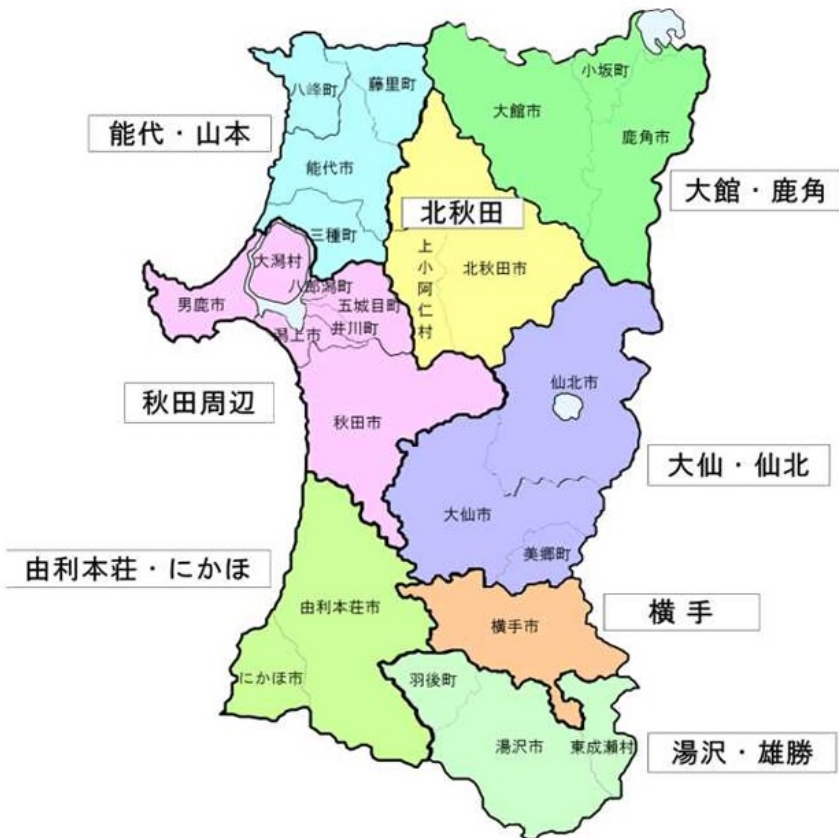 小坂町
藤里町
八峰町
大館市
能代・山本
鹿角市
能代市
大館・鹿角
北秋田
三種町
上小阿仁村
大潟村
北秋田市
八郎潟町
男鹿市
五城目町
潟上市
井川町
仙北市
秋田周辺
秋田市
大仙・仙北
大仙市
美郷町
由利本荘・にかほ
由利本荘市
横手
横手市
にかほ市
羽後町
湯沢市
東成瀬村
湯沢・雄勝